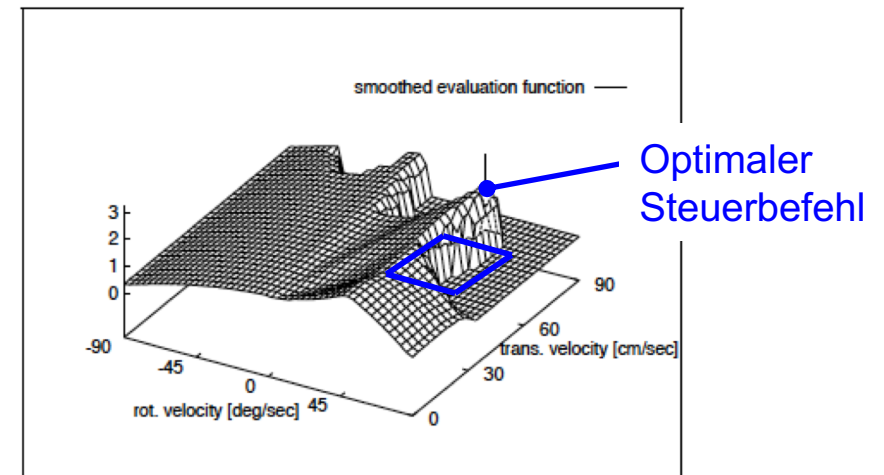 smoothed evaluation function
Optimaler
Steuerbefehl
3
2
1
0
-90
-45
0
45
rot. velocity [deg/sec]
0
30
60
90
trans. velocity [cm/sec]